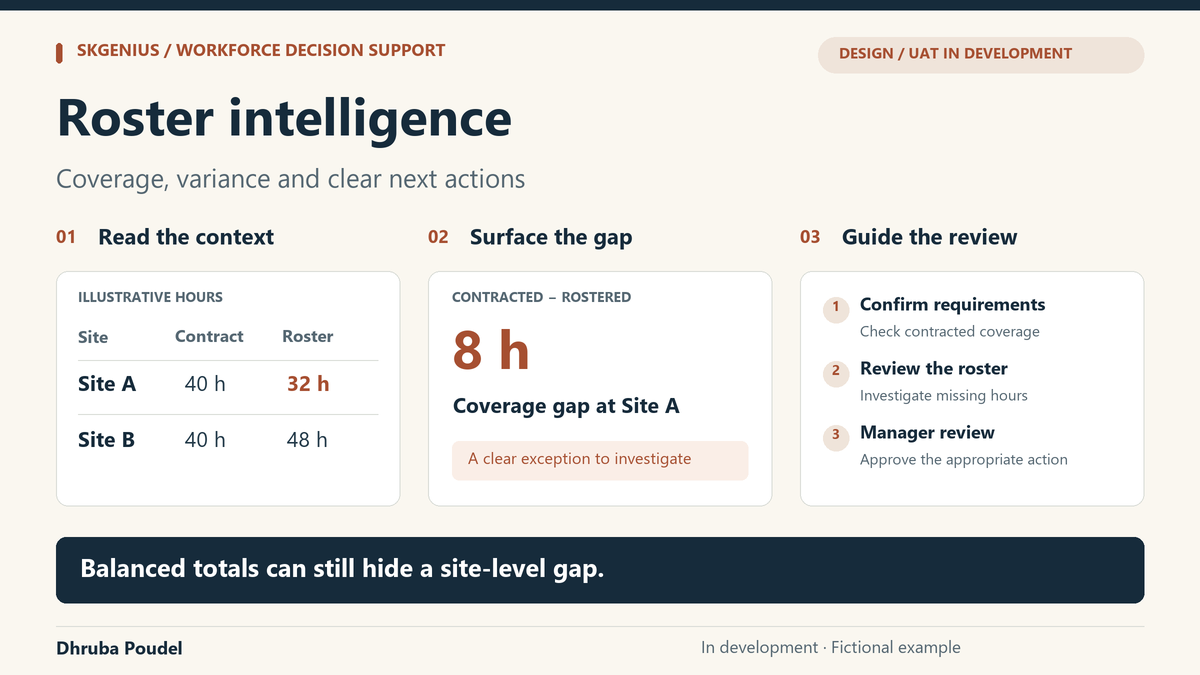 SKGENIUS / WORKFORCE DECISION SUPPORT
DESIGN / UAT IN DEVELOPMENT
Roster intelligence
Coverage, variance and clear next actions
01 Read the context
ILLUSTRATIVE HOURS
Site Contract Roster
Site A 40 h 32 h
Site B 40 h 48 h
02 Surface the gap
CONTRACTED – ROSTERED
8 h
Coverage gap at Site A
A clear exception to investigate
03 Guide the review
1 Confirm requirements
Check contracted coverage
2 Review the roster
Investigate missing hours
3 Manager review
Approve the appropriate action
Balanced totals can still hide a site-level gap.
Dhruba Poudel
In development · Fictional example